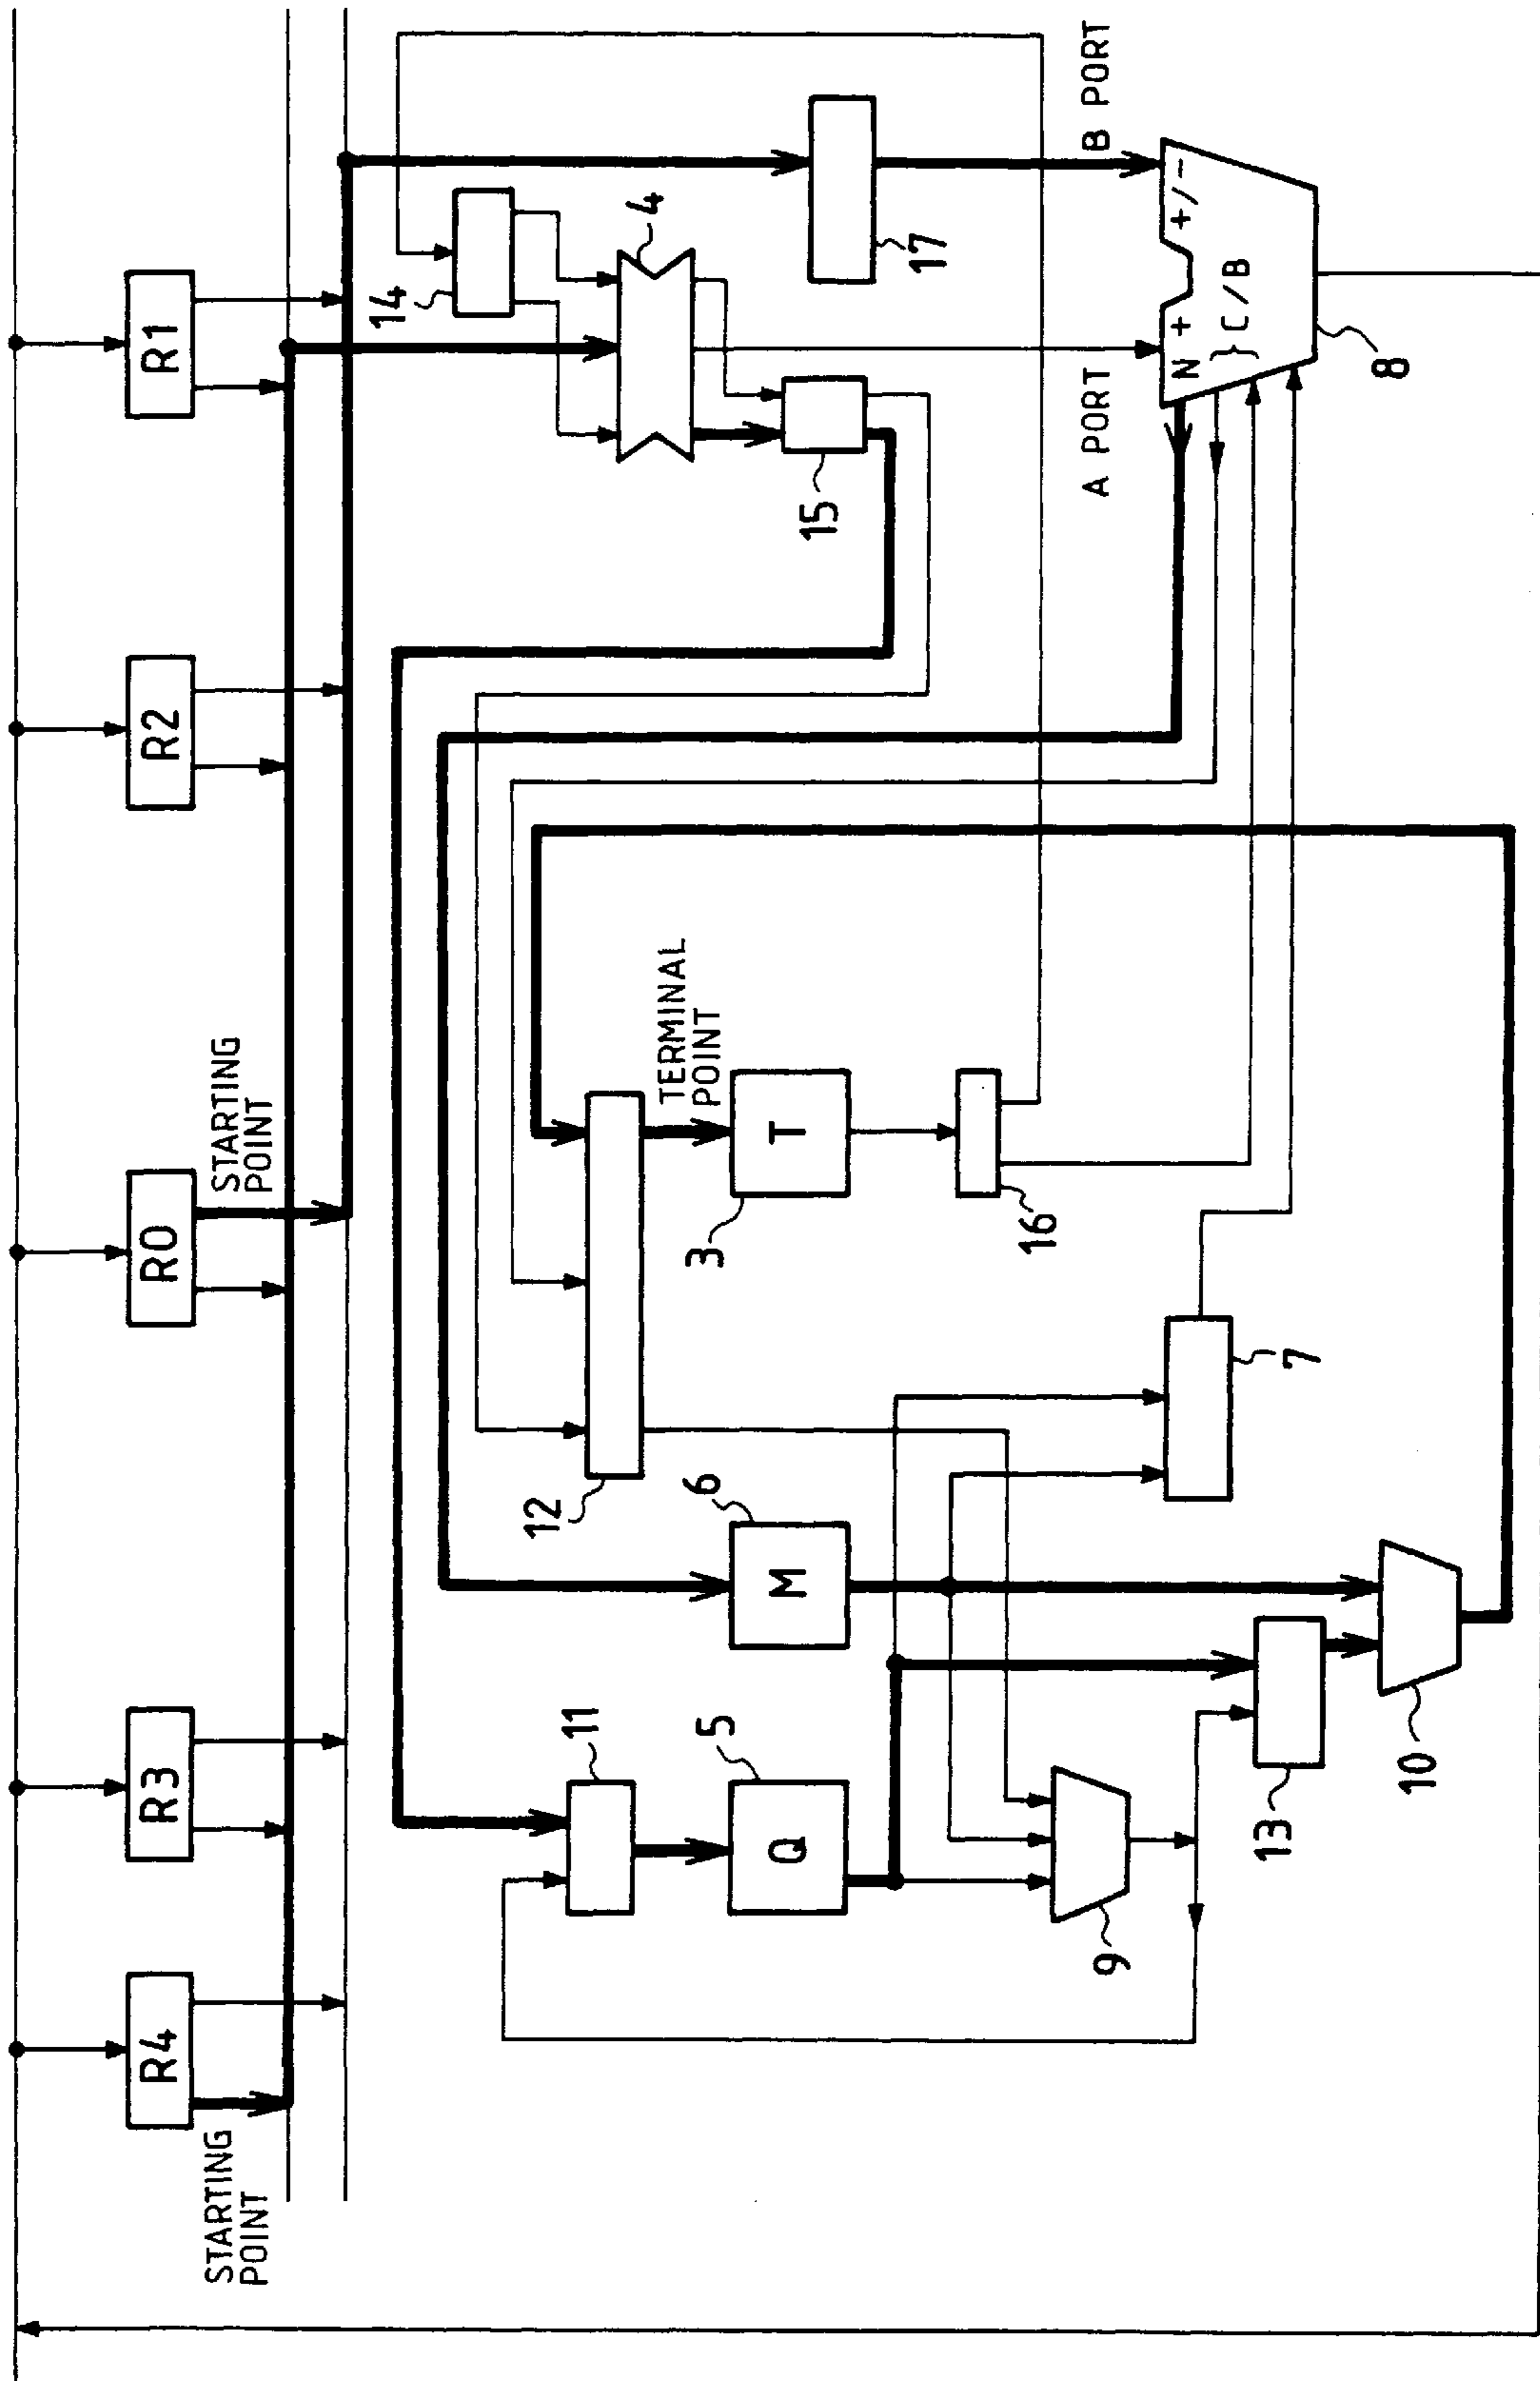 R4
R3
R0
R2
R1
STARTING
POINT
STARTING
POINT
14
4
11
12
15
TERMINAL
POINT
17
5
6
3
Q
M
T
9
16
A PORT
B PORT
13
7
N + +/-
} C/B
10
8